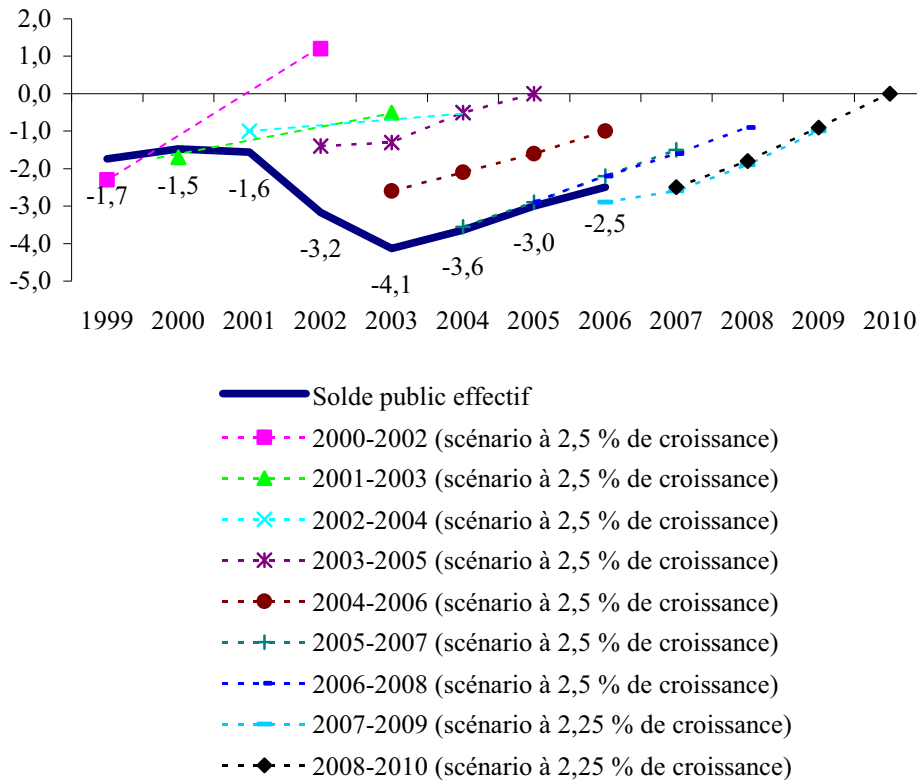 2,0
1,0
0,0
-1,0
-2,0
-3,0
-4,0
-5,0
-1,7
-1,5
-1,6
-3,2
-4,1
-3,6
-3,0
-2,5
1999 2000 2001 2002 2003 2004 2005 2006 2007 2008 2009 2010
Solde public effectif
2000-2002 (scénario à 2,5 % de croissance)
2001-2003 (scénario à 2,5 % de croissance)
2002-2004 (scénario à 2,5 % de croissance)
2003-2005 (scénario à 2,5 % de croissance)
2004-2006 (scénario à 2,5 % de croissance)
2005-2007 (scénario à 2,5 % de croissance)
2006-2008 (scénario à 2,5 % de croissance)
2007-2009 (scénario à 2,25 % de croissance)
2008-2010 (scénario à 2,25 % de croissance)